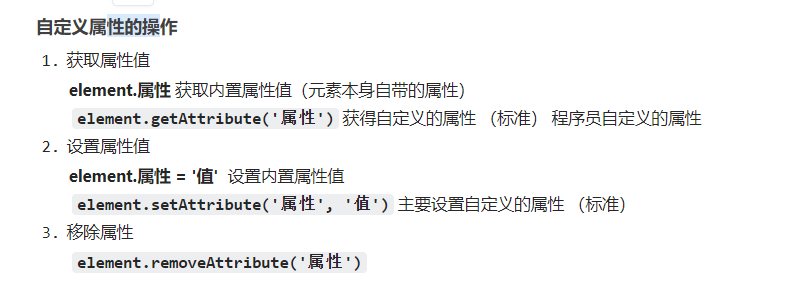 自定义属性的操作
1. 获取属性值
element.属性 获取内置属性值（元素本身自带的属性）
element.getAttribute('属性') 获得自定义的属性 （标准） 程序员自定义的属性
2. 设置属性值
element.属性 = '值' 设置内置属性值
element.setAttribute('属性', '值') 主要设置自定义的属性 （标准）
3. 移除属性
element.removeAttribute('属性')